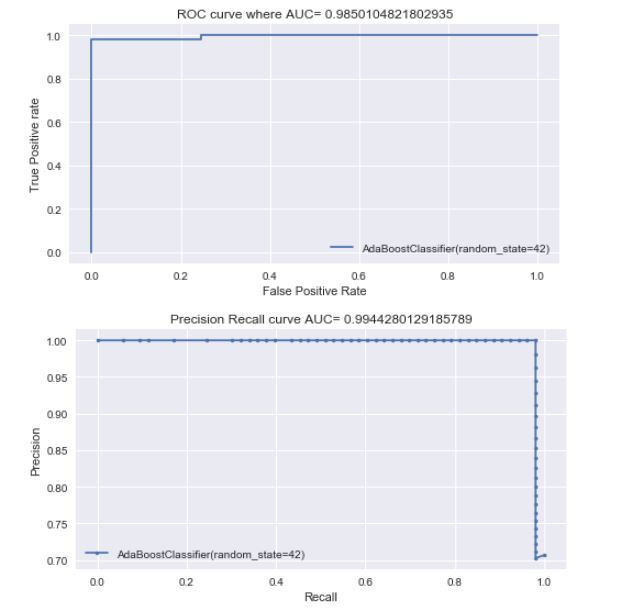 ROC curve where AUC= 0.9850104821802935
1.0
0.8
0.6
0.4
0.2
0.0
True Positive rate
AdaBoostClassifier(random_state=42)
0.0 0.2 0.4 0.6 0.8 1.0
False Positive Rate
Precision Recall curve AUC= 0.9944280129185789
1.00
0.95
0.90
0.85
0.80
0.75
0.70
Precision
AdaBoostClassifier(random_state=42)
0.0 0.2 0.4 0.6 0.8 1.0
Recall